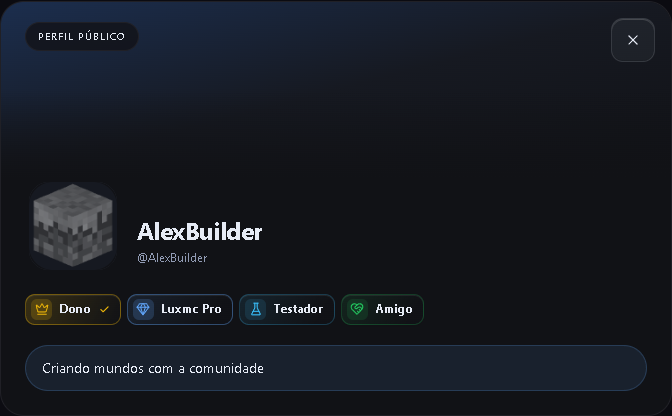 PERFIL PÚBLICO
AlexBuilder
@AlexBuilder
Dono Luxmc Pro Testador Amigo
Criando mundos com a comunidade